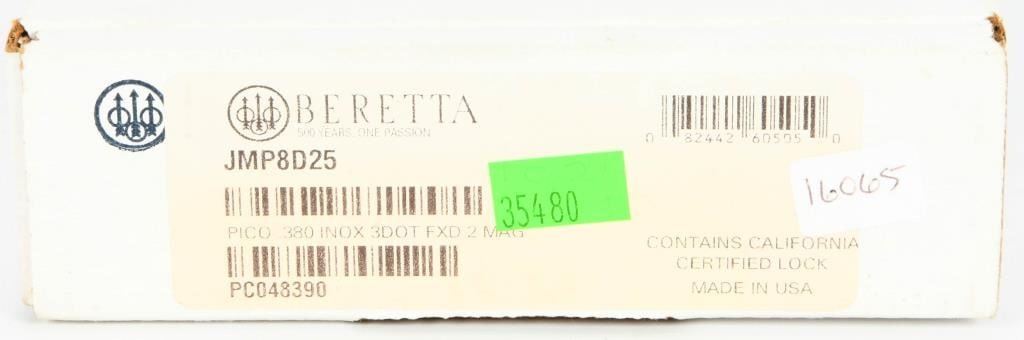 BERETTA
500 YEARS, ONE PASSION
JMP8D25
0 82442 60505 0
16065
35480
PICO .380 INOX 3DOT FXD 2 MAG
CONTAINS CALIFORNIA
CERTIFIED LOCK
PC048390
MADE IN USA